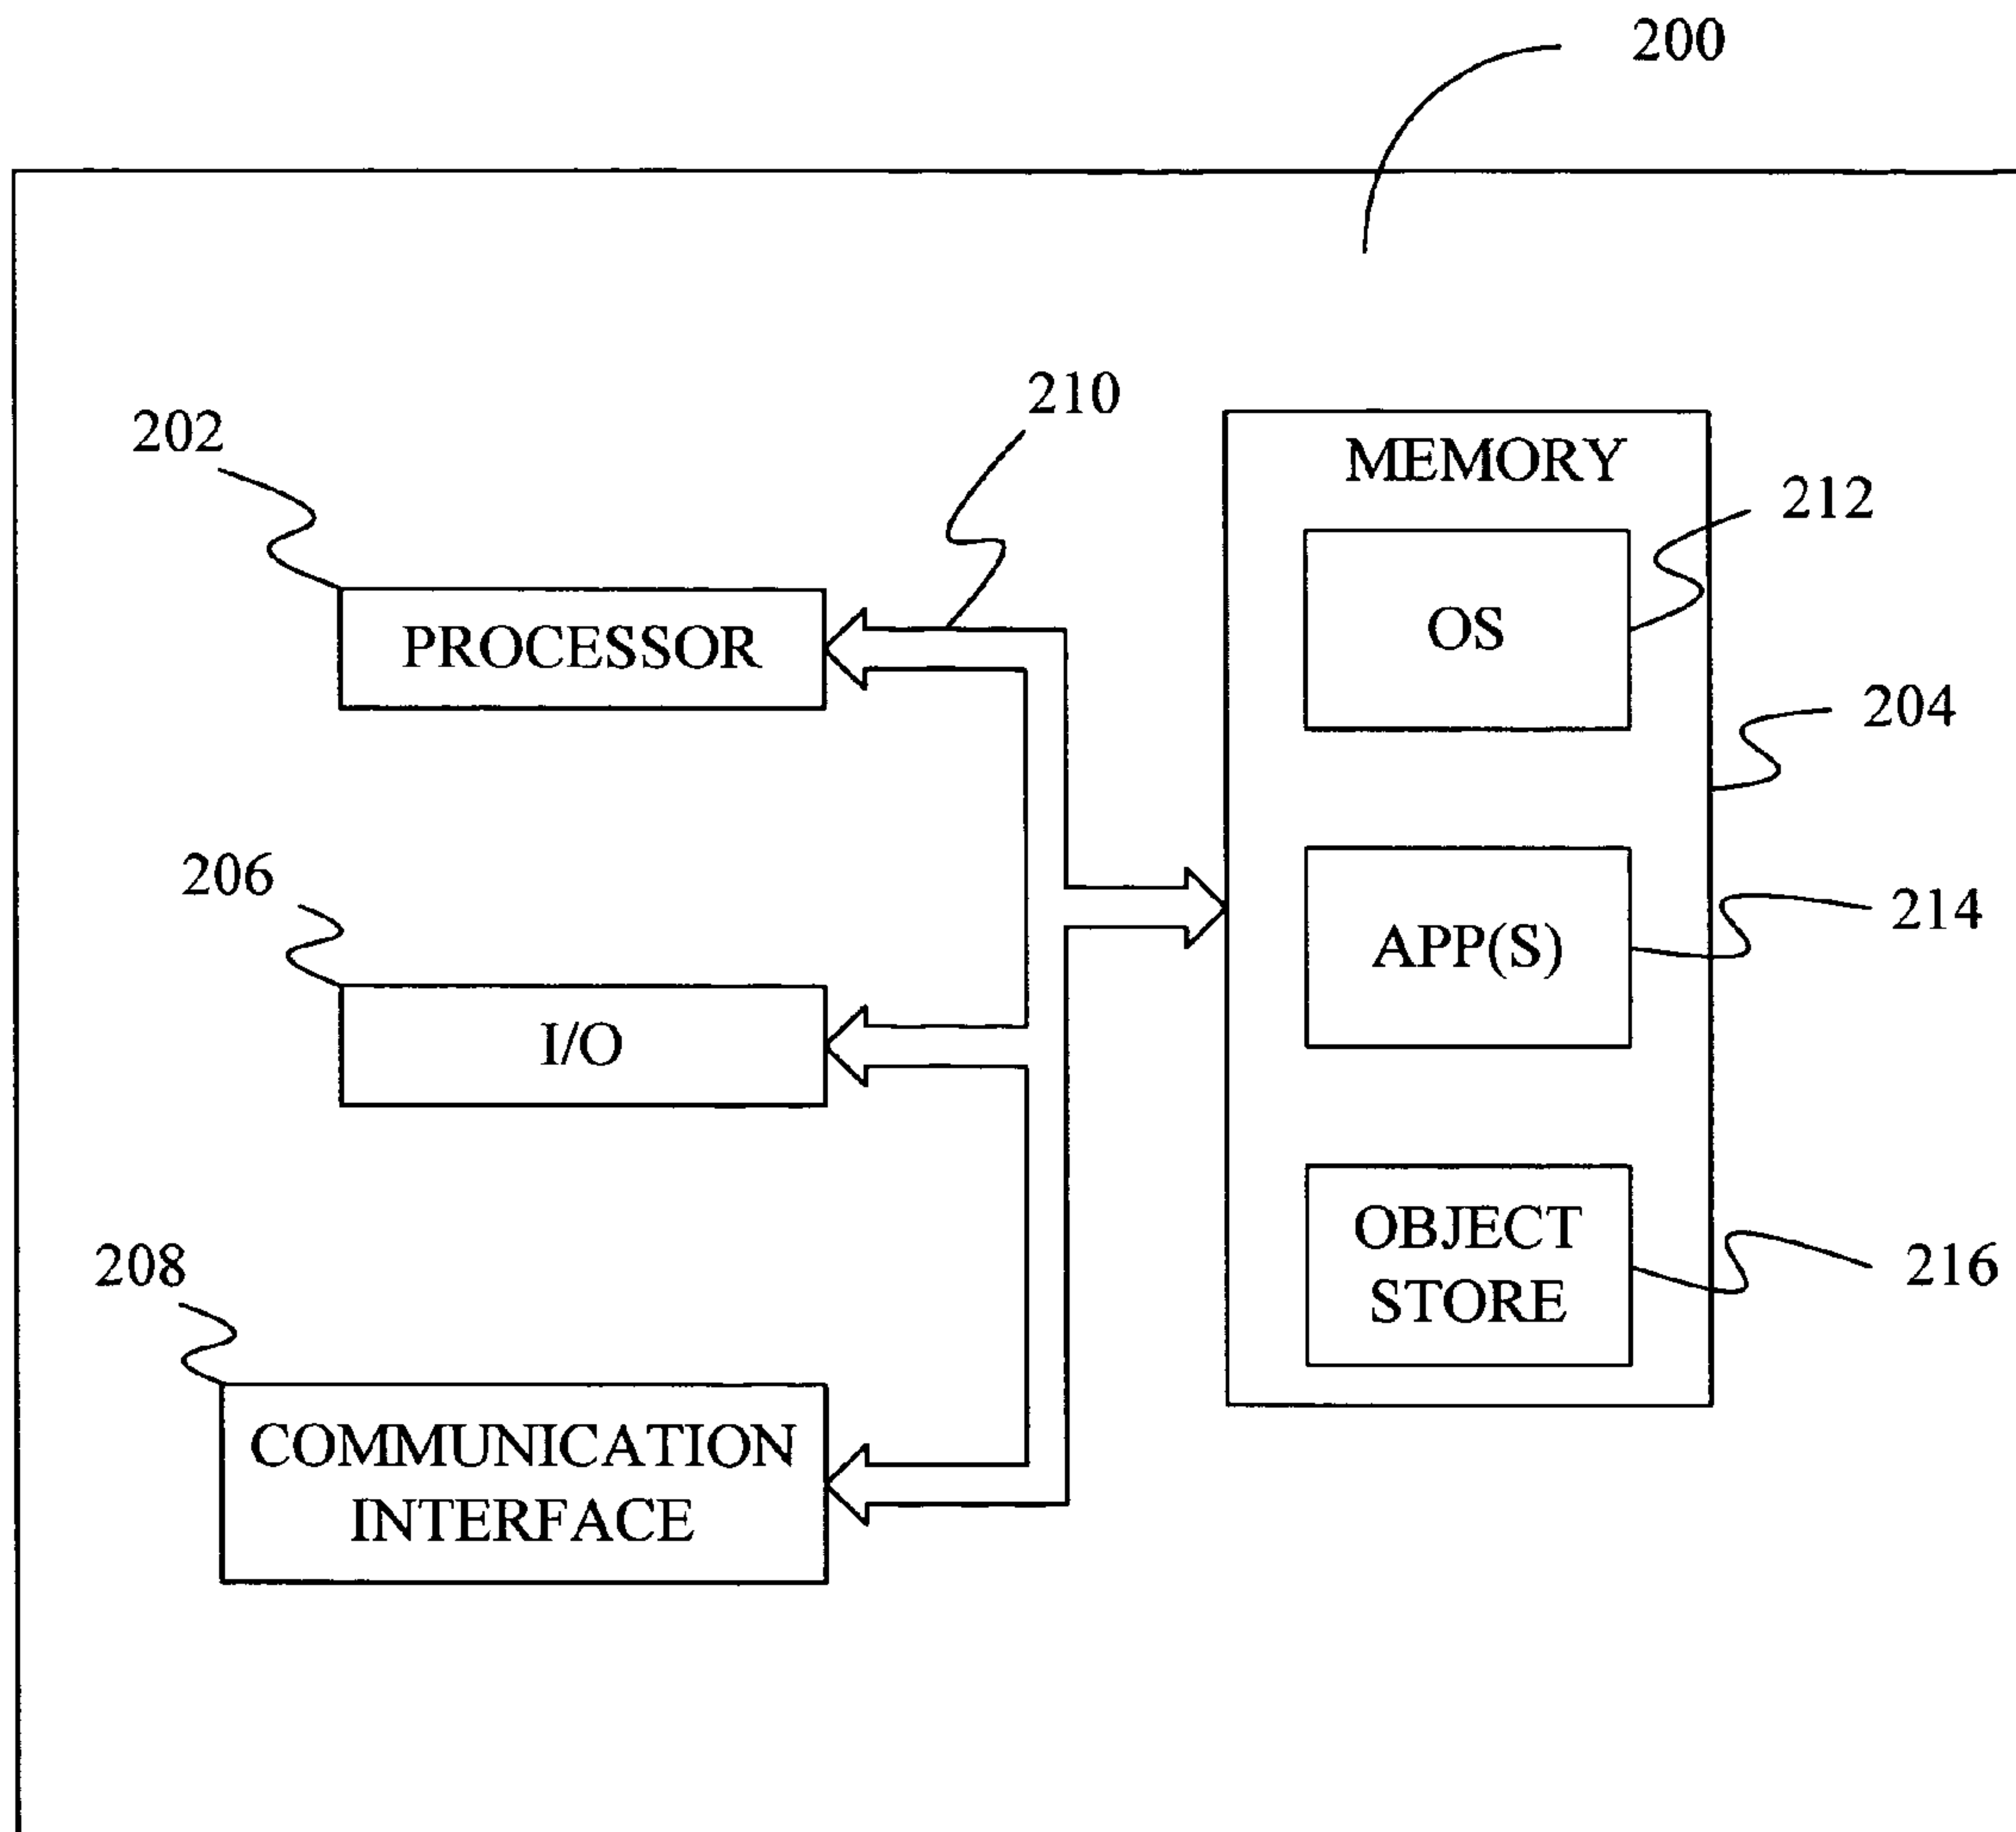 200
210
202
MEMORY
212
PROCESSOR
OS
204
206
214
APP(S)
I/O
OBJECT
STORE
216
208
COMMUNICATION
INTERFACE